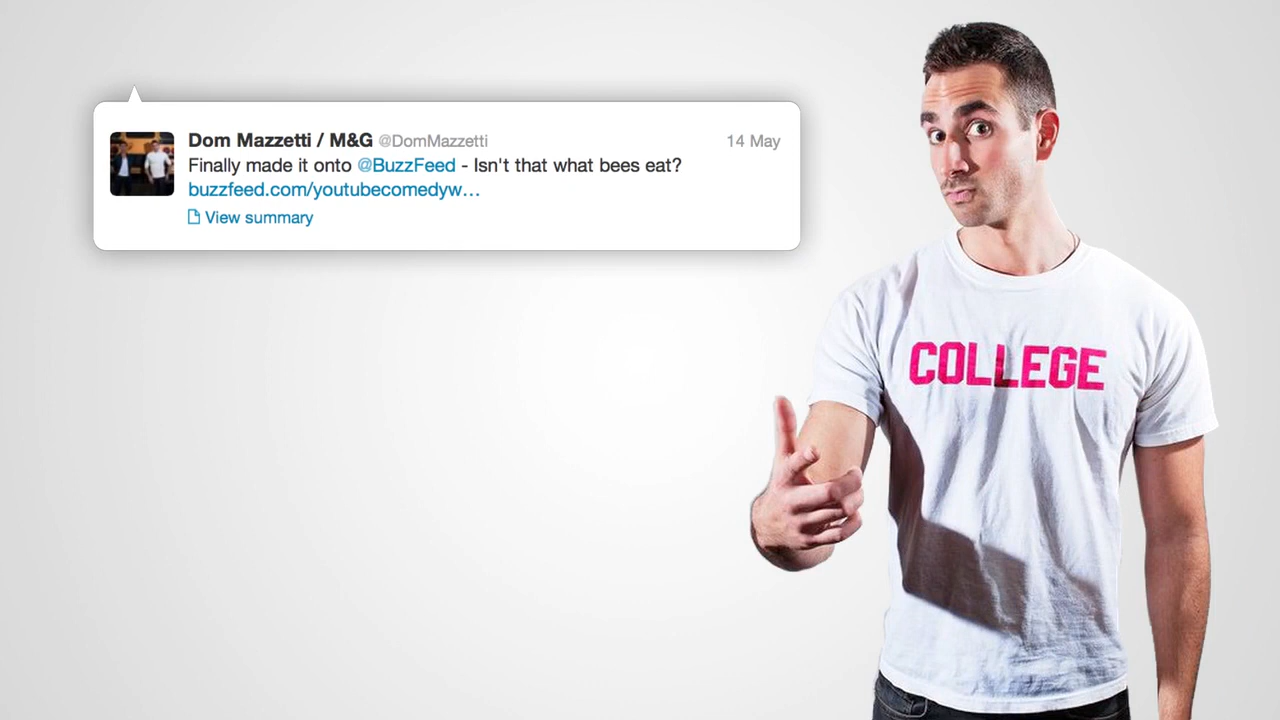 Dom Mazzetti / M&G @DomMazzetti 14 May
Finally made it onto @BuzzFeed - Isn't that what bees eat?
buzzfeed.com/youtubecomedyw…
View summary
COLLEGE